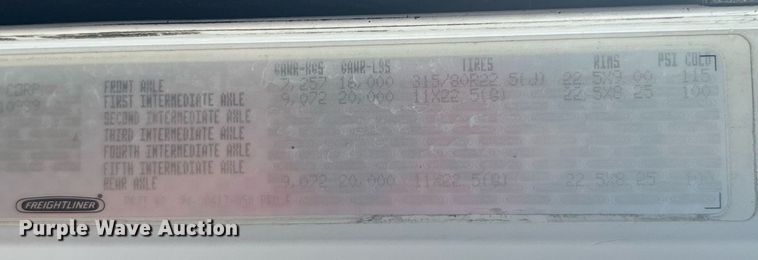 GAWR-KGS GAWR-LBS TIRES RIMS PSI COLD
CORP FRONT AXLE 7,257 16,000 315/80R22.5(J) 22.5X9.00 115
FIRST INTERMEDIATE AXLE 9,072 20,000 11X22.5(G) 22.5X8.25 100
SECOND INTERMEDIATE AXLE
THIRD INTERMEDIATE AXLE
FOURTH INTERMEDIATE AXLE
FIFTH INTERMEDIATE AXLE
REAR AXLE 9,072 20,000 11X22.5(G) 22.5X8.25
FREIGHTLINER
Purple Wave Auction